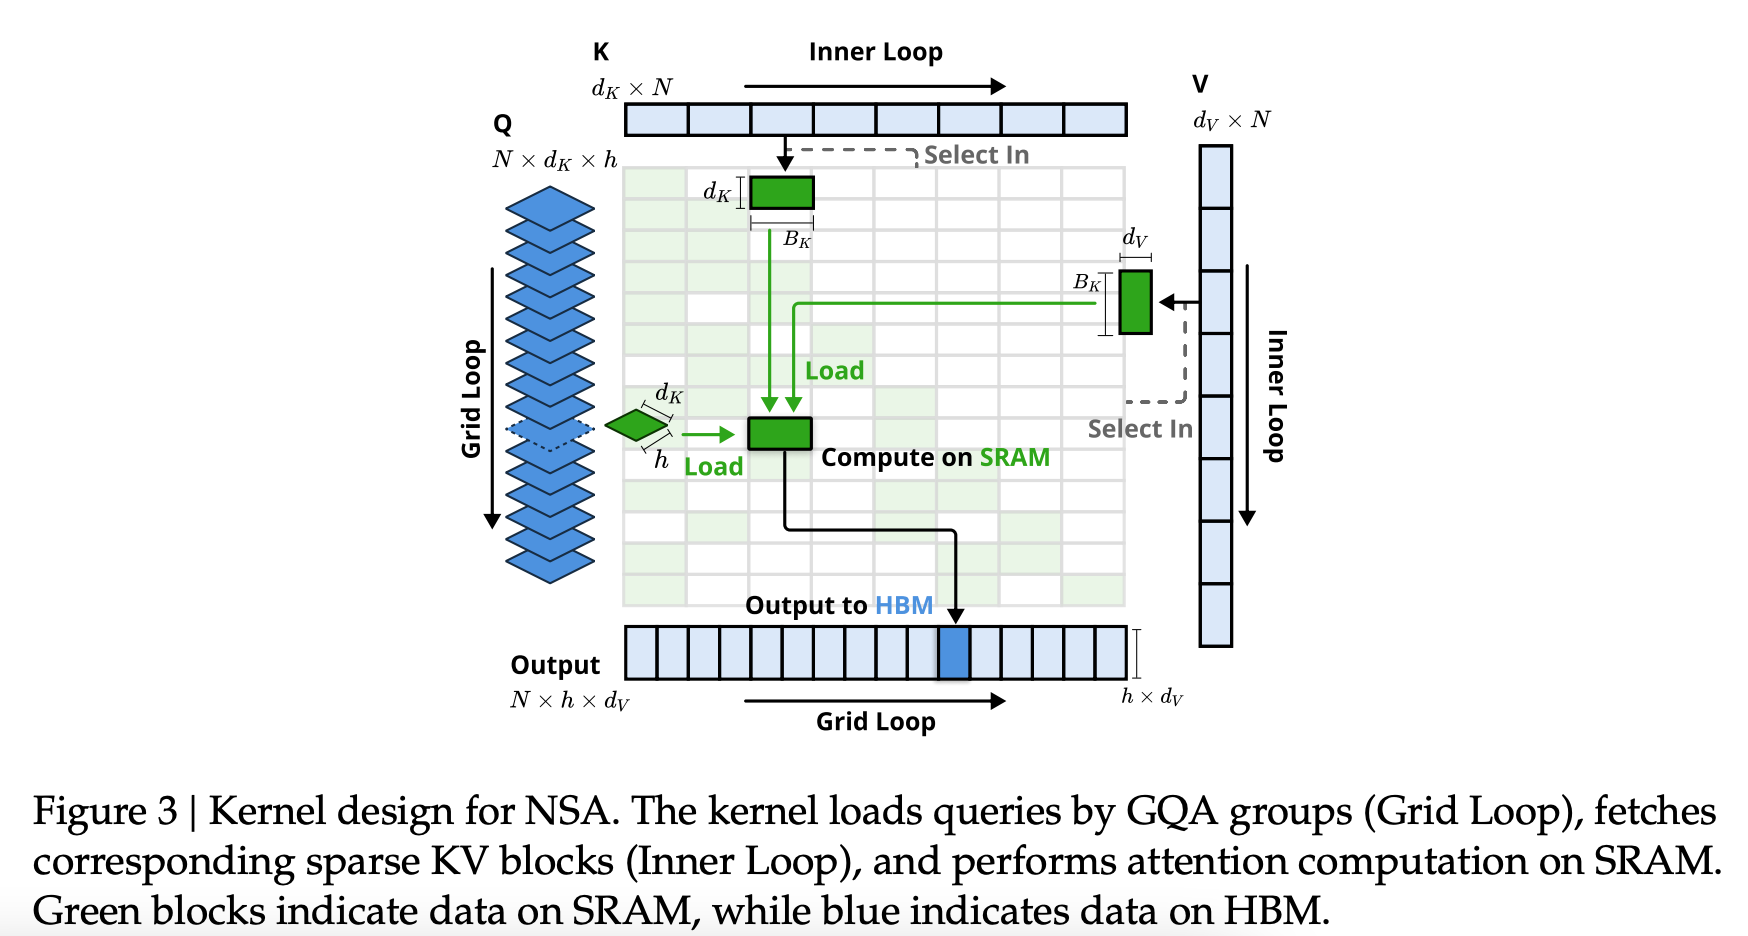 K
Inner Loop
d_K × N
V
d_V × N
Q
N × d_K × h
Select In
d_K
B_K
d_V
B_K
Grid Loop
Inner Loop
Load
d_K
h
Load
Select In
Compute on SRAM
Output to HBM
Output
N × h × d_V
h × d_V
Grid Loop
Figure 3 | Kernel design for NSA. The kernel loads queries by GQA groups (Grid Loop), fetches
corresponding sparse KV blocks (Inner Loop), and performs attention computation on SRAM.
Green blocks indicate data on SRAM, while blue indicates data on HBM.